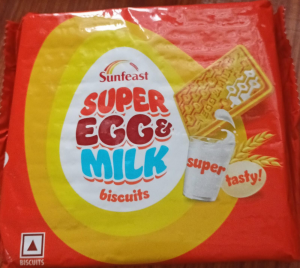 Sunfeast
SUPER
EGG&
MILK
biscuits
super
tasty!
BISCUITS